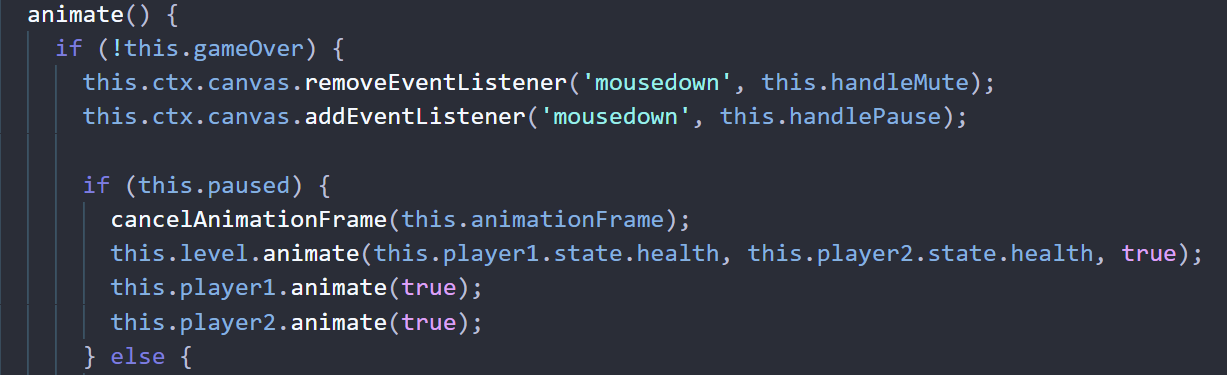 animate() {
if (!this.gameOver) {
this.ctx.canvas.removeEventListener('mousedown', this.handleMute);
this.ctx.canvas.addEventListener('mousedown', this.handlePause);
if (this.paused) {
cancelAnimationFrame(this.animationFrame);
this.level.animate(this.player1.state.health, this.player2.state.health, true);
this.player1.animate(true);
this.player2.animate(true);
} else {